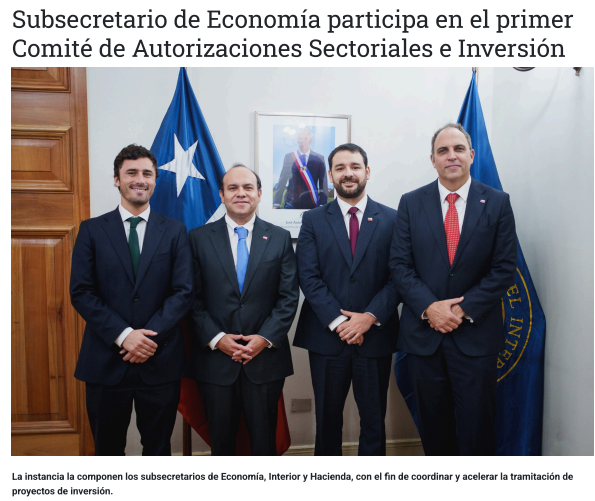 Subsecretario de Economía participa en el primer
Comité de Autorizaciones Sectoriales e Inversión
EL INTER
La instancia la componen los subsecretarios de Economía, Interior y Hacienda, con el fin de coordinar y acelerar la tramitación de
proyectos de inversión.